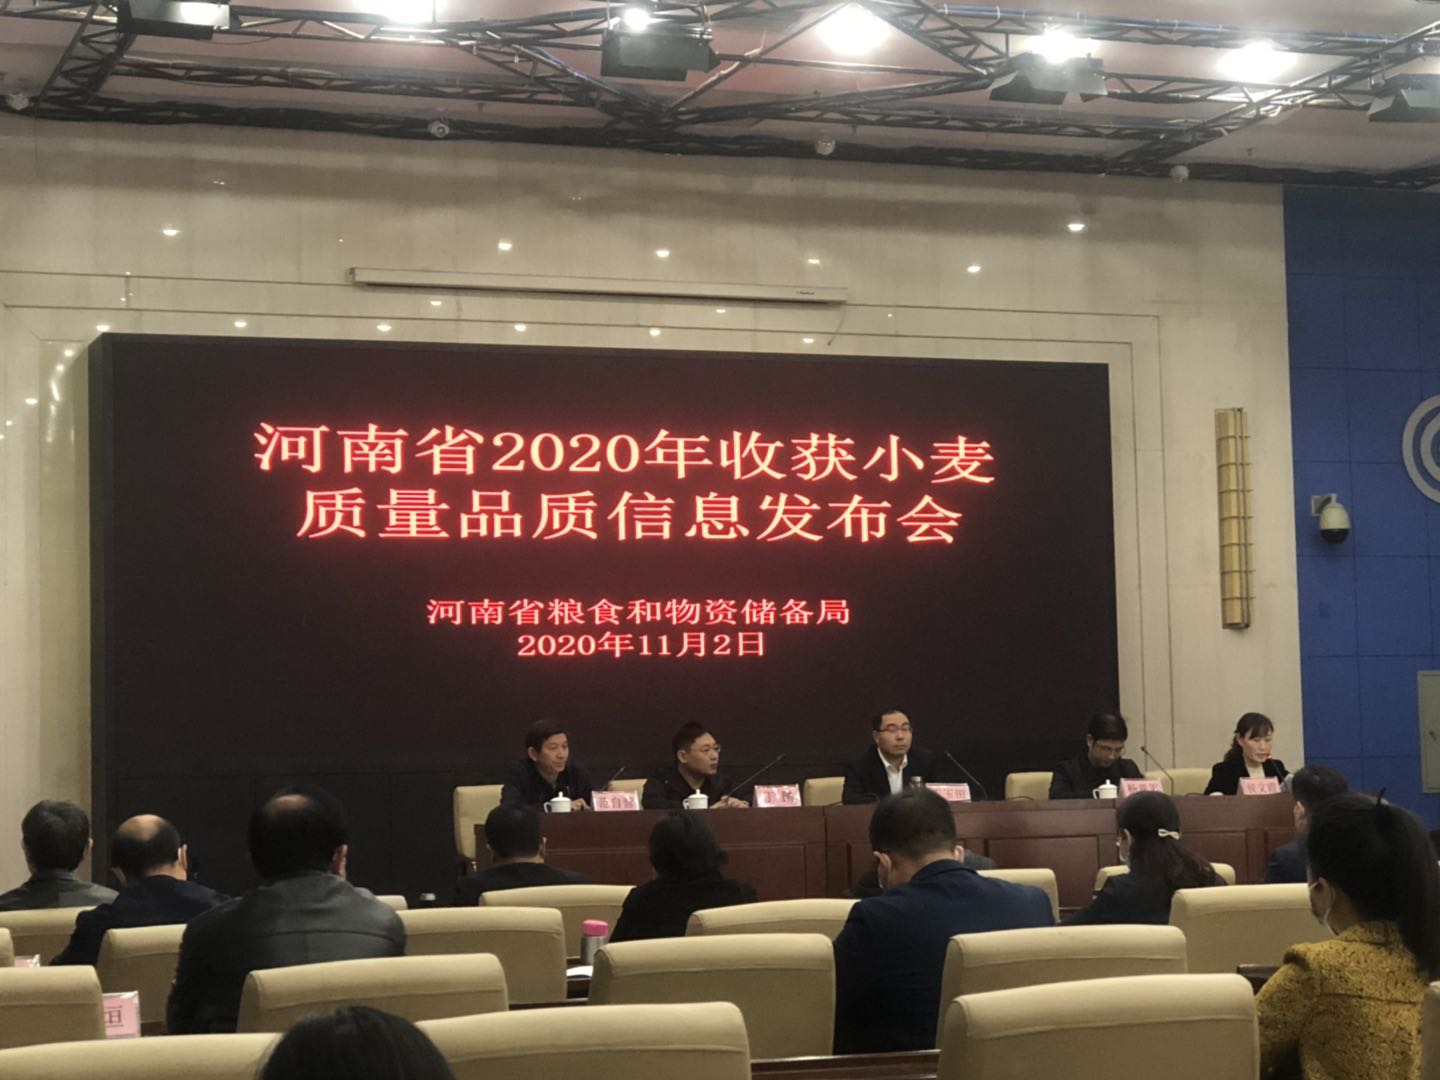 河南省2020年收获小麦
质量品质信息发布会
河南省粮食和物资储备局
2020年11月2日